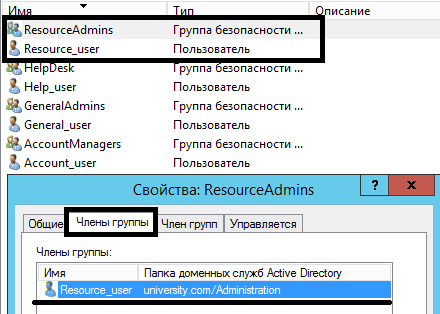 Имя Тип Описание
ResourceAdmins Группа безопасности ...
Resource_user Пользователь
HelpDesk Группа безопасности ...
Help_user Пользователь
GeneralAdmins Группа безопасности ...
General_user Пользователь
AccountManagers Группа безопасности ...
Account_user Пользователь
Свойства: ResourceAdmins ? x
Общие Члены группы Член групп Управляется
Члены группы:
Имя Папка доменных служб Active Directory
Resource_user university.com/Administration